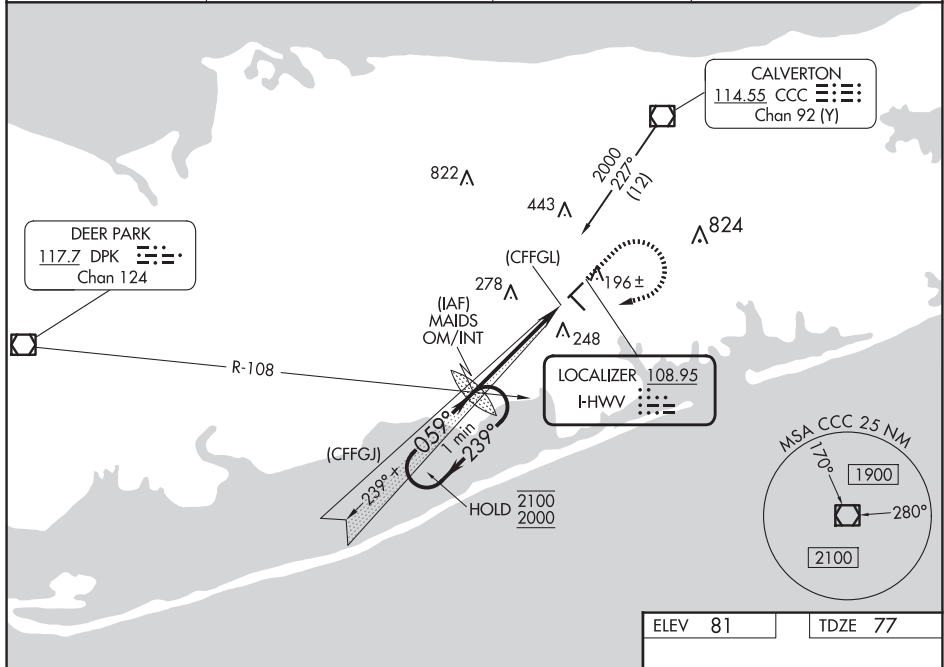 CALVERTON
114.55 CCC
Chan 92 (Y)
2000
227°
(12)
822
443
824
DEER PARK
117.7 DPK
Chan 124
(CFFGL)
278
196±
(IAF)
MAIDS
OM/INT
248
R-108
LOCALIZER 108.95
I-HWV
059°
1 min
239°
(CFFGJ)
239°
HOLD 2100
2000
MSA CCC 25 NM
170°
1900
280°
2100
ELEV 81
TDZE 77